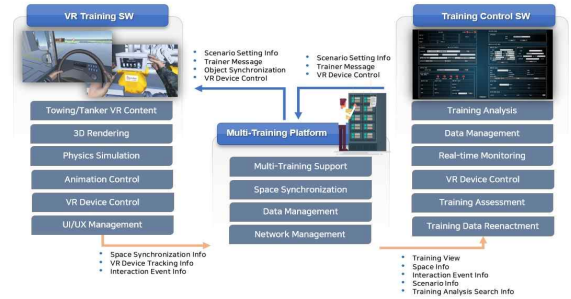 VR Training SW
Towing/Tanker VR Content
3D Rendering
Physics Simulation
Animation Control
VR Device Control
UI/UX Management
Scenario Setting Info
Trainer Message
Object Synchronization
VR Device Control
Scenario Setting Info
Trainer Message
VR Device Control
Multi-Training Platform
Multi-Training Support
Space Synchronization
Data Management
Network Management
Training Control SW
Training Analysis
Data Management
Real-time Monitoring
VR Device Control
Training Assessment
Training Data Reenactment
Space Synchronization Info
VR Device Tracking Info
Interaction Event Info
Training View
Space Info
Interaction Event Info
Scenario Info
Training Analysis Search Info